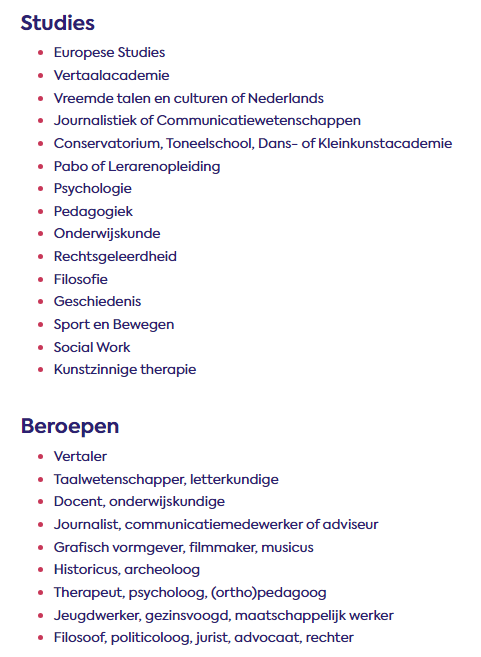 Studies
Europese Studies
Vertaalacademie
Vreemde talen en culturen of Nederlands
Journalistiek of Communicatiewetenschappen
Conservatorium, Toneelschool, Dans- of Kleinkunstacademie
Pabo of Lerarenopleiding
Psychologie
Pedagogiek
Onderwijskunde
Rechtsgeleerdheid
Filosofie
Geschiedenis
Sport en Bewegen
Social Work
Kunstzinnige therapie
Beroepen
Vertaler
Taalwetenschapper, letterkundige
Docent, onderwijskundige
Journalist, communicatiemedewerker of adviseur
Grafisch vormgever, filmmaker, musicus
Historicus, archeoloog
Therapeut, psycholoog, (ortho)pedagoog
Jeugdwerker, gezinsvoogd, maatschappelijk werker
Filosoof, politicoloog, jurist, advocaat, rechter